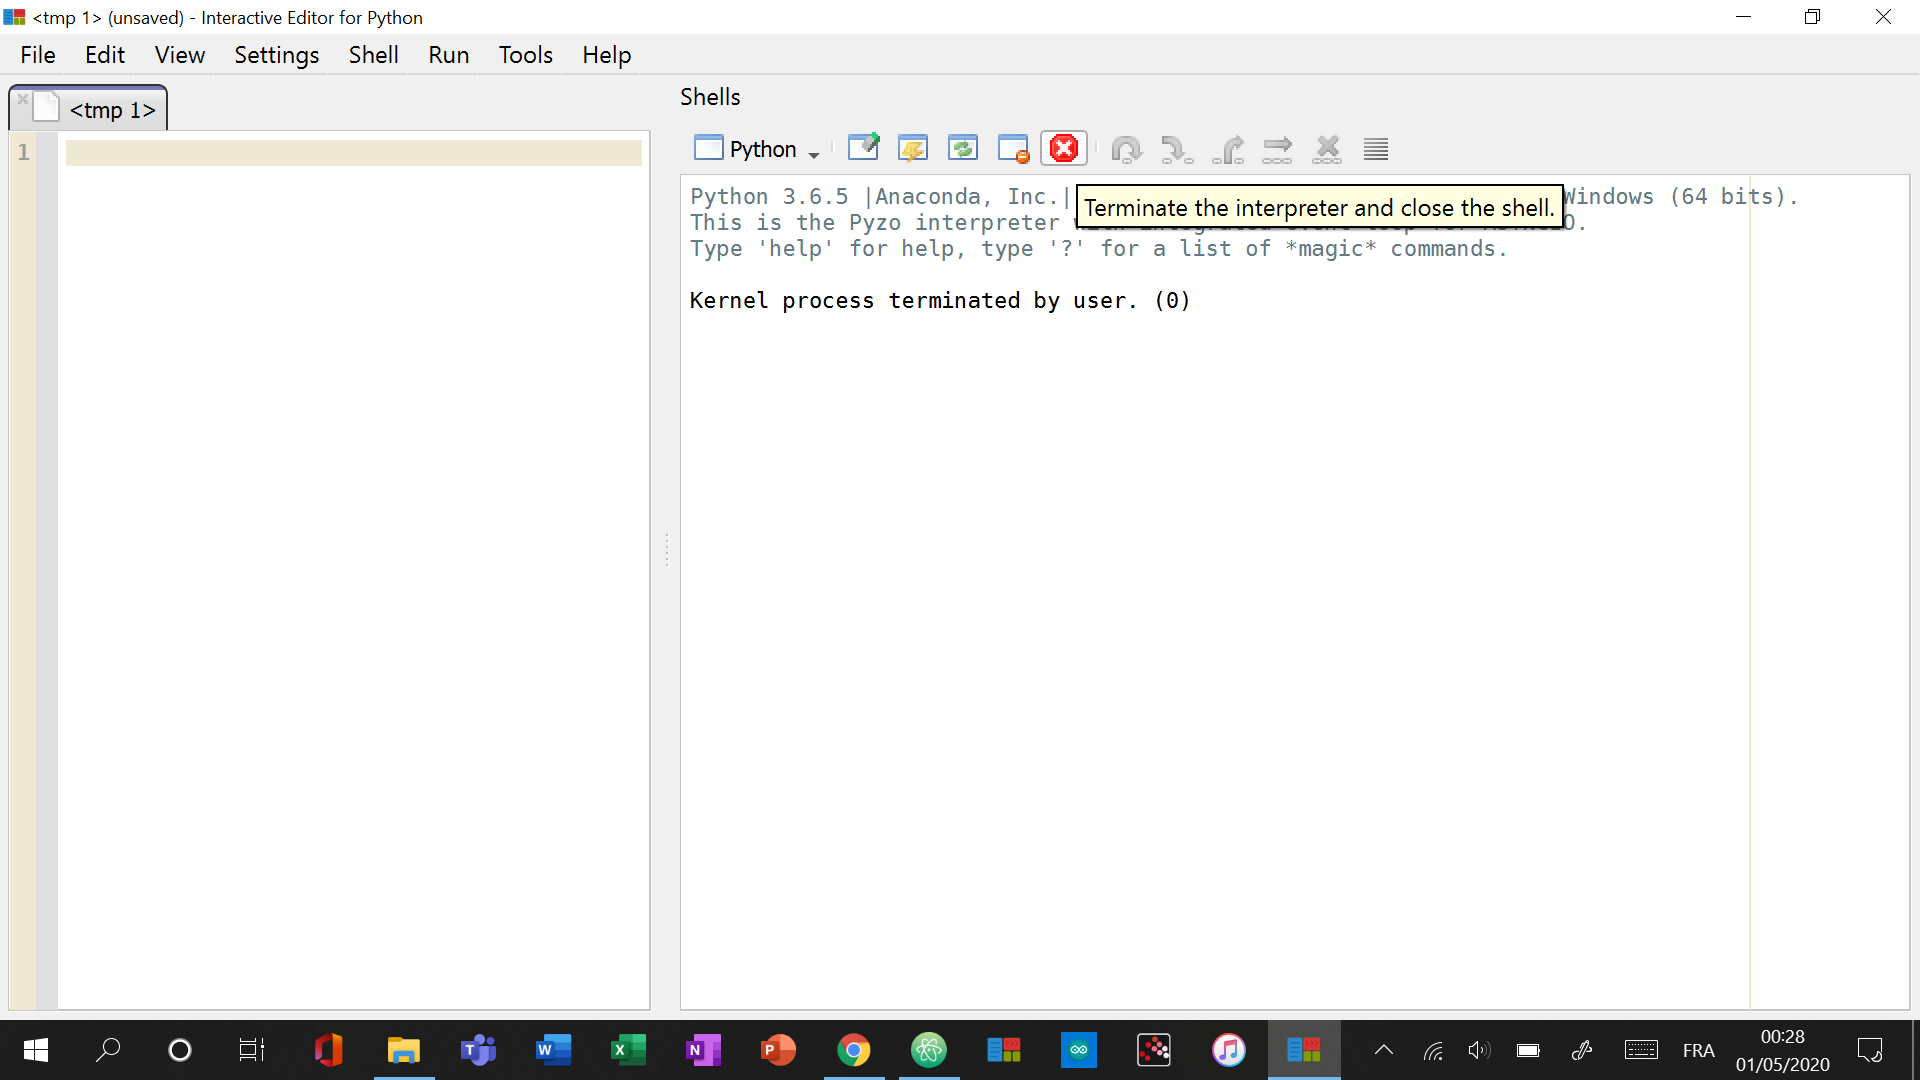 <tmp 1> (unsaved) - Interactive Editor for Python
File Edit View Settings Shell Run Tools Help
<tmp 1>
Shells
Python
1
Python 3.6.5 |Anaconda, Inc.| Windows (64 bits).
Terminate the interpreter and close the shell.
This is the Pyzo interpreter
Type 'help' for help, type '?' for a list of *magic* commands.
Kernel process terminated by user. (0)
FRA
00:28
01/05/2020